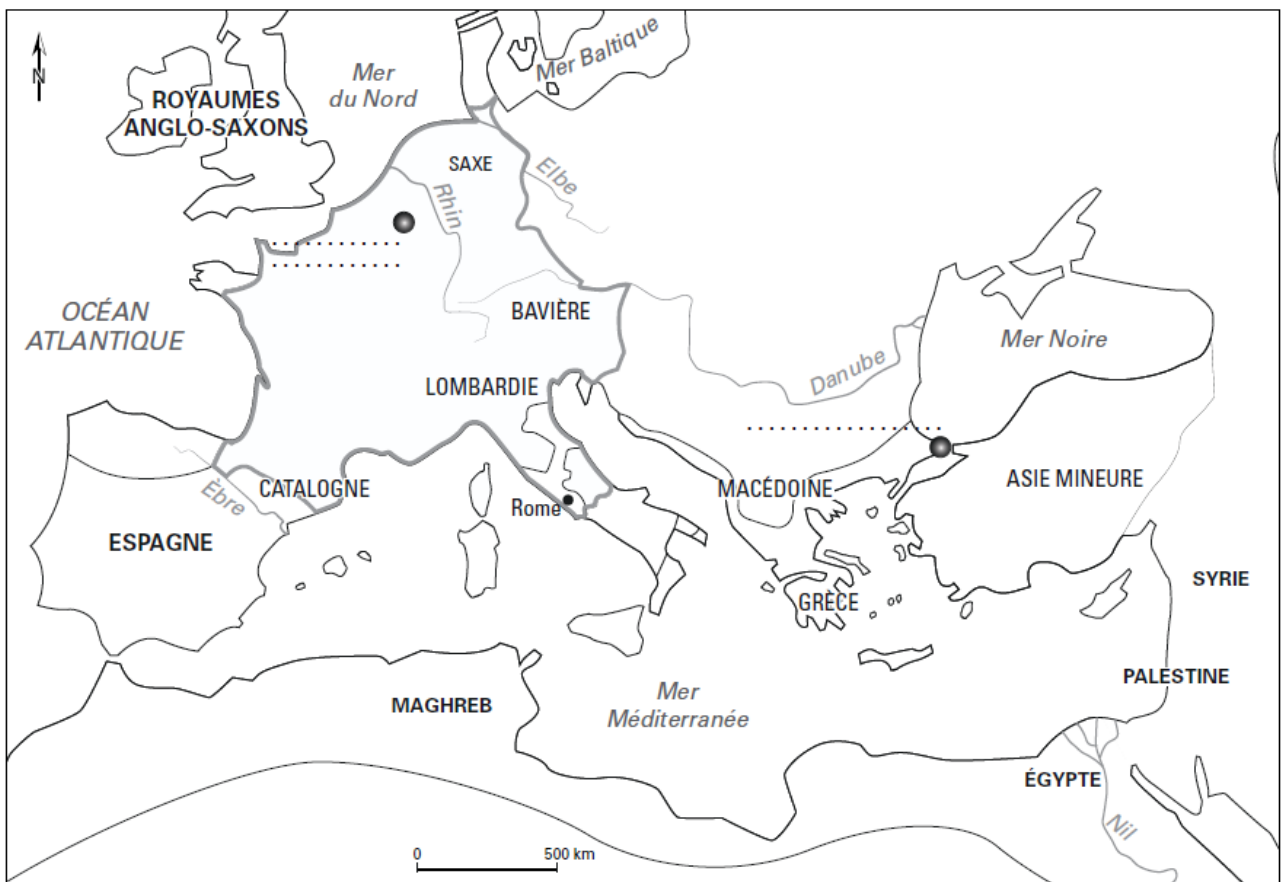 N
Mer
du Nord
Mer Baltique
ROYAUMES
ANGLO-SAXONS
SAXE
Elbe
Rhin
. . . . . . . . . . . .
. . . . . . . . . . . .
OCÉAN
ATLANTIQUE
BAVIÈRE
Mer Noire
Danube
LOMBARDIE
. . . . . . . . . . . . . . . . . .
CATALOGNE
Èbre
Rome
MACÉDOINE
ASIE MINEURE
ESPAGNE
SYRIE
GRÈCE
PALESTINE
MAGHREB
Mer
Méditerranée
ÉGYPTE
Nil
0 500 km